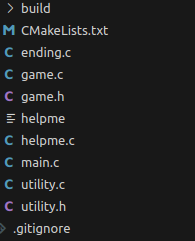 build
CMakeLists.txt
ending.c
game.c
game.h
helpme
helpme.c
main.c
utility.c
utility.h
.gitignore